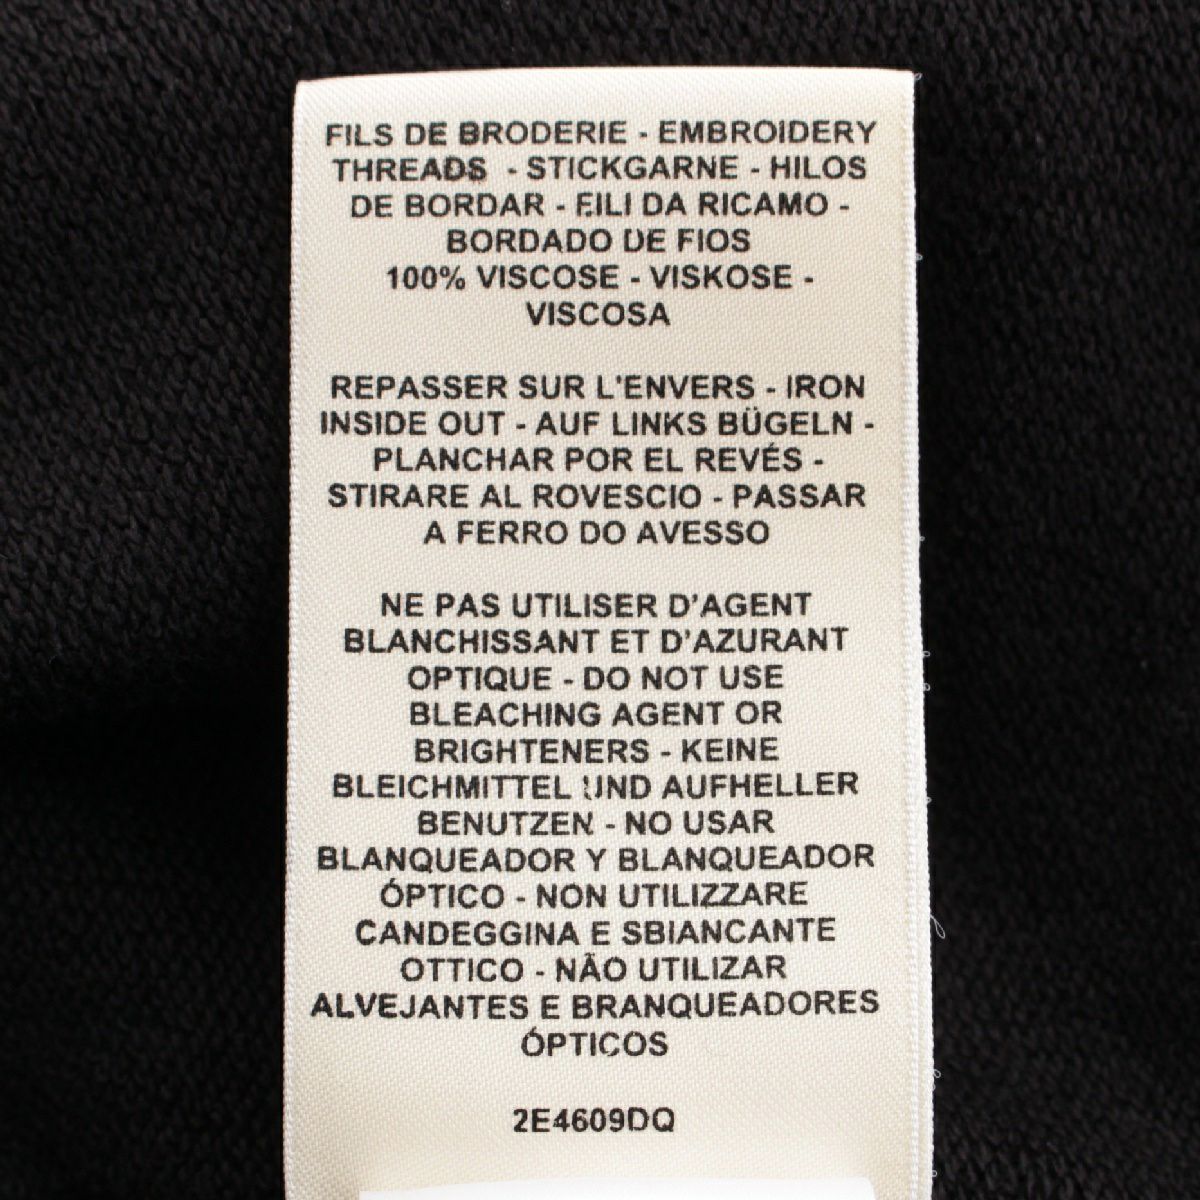 FILS DE BRODERIE - EMBROIDERY
THREADS - STICKGARNE - HILOS
DE BORDAR - FILI DA RICAMO -
BORDADO DE FIOS
100% VISCOSE - VISKOSE -
VISCOSA
REPASSER SUR L'ENVERS - IRON
INSIDE OUT - AUF LINKS BÜGELN -
PLANCHAR POR EL REVÉS -
STIRARE AL ROVESCIO - PASSAR
A FERRO DO AVESSO
NE PAS UTILISER D'AGENT
BLANCHISSANT ET D'AZURANT
OPTIQUE - DO NOT USE
BLEACHING AGENT OR
BRIGHTENERS - KEINE
BLEICHMITTEL UND AUFHELLER
BENUTZEN - NO USAR
BLANQUEADOR Y BLANQUEADOR
ÓPTICO - NON UTILIZZARE
CANDEGGINA E SBIANCANTE
OTTICO - NÃO UTILIZAR
ALVEJANTES E BRANQUEADORES
ÓPTICOS
2E4609DQ